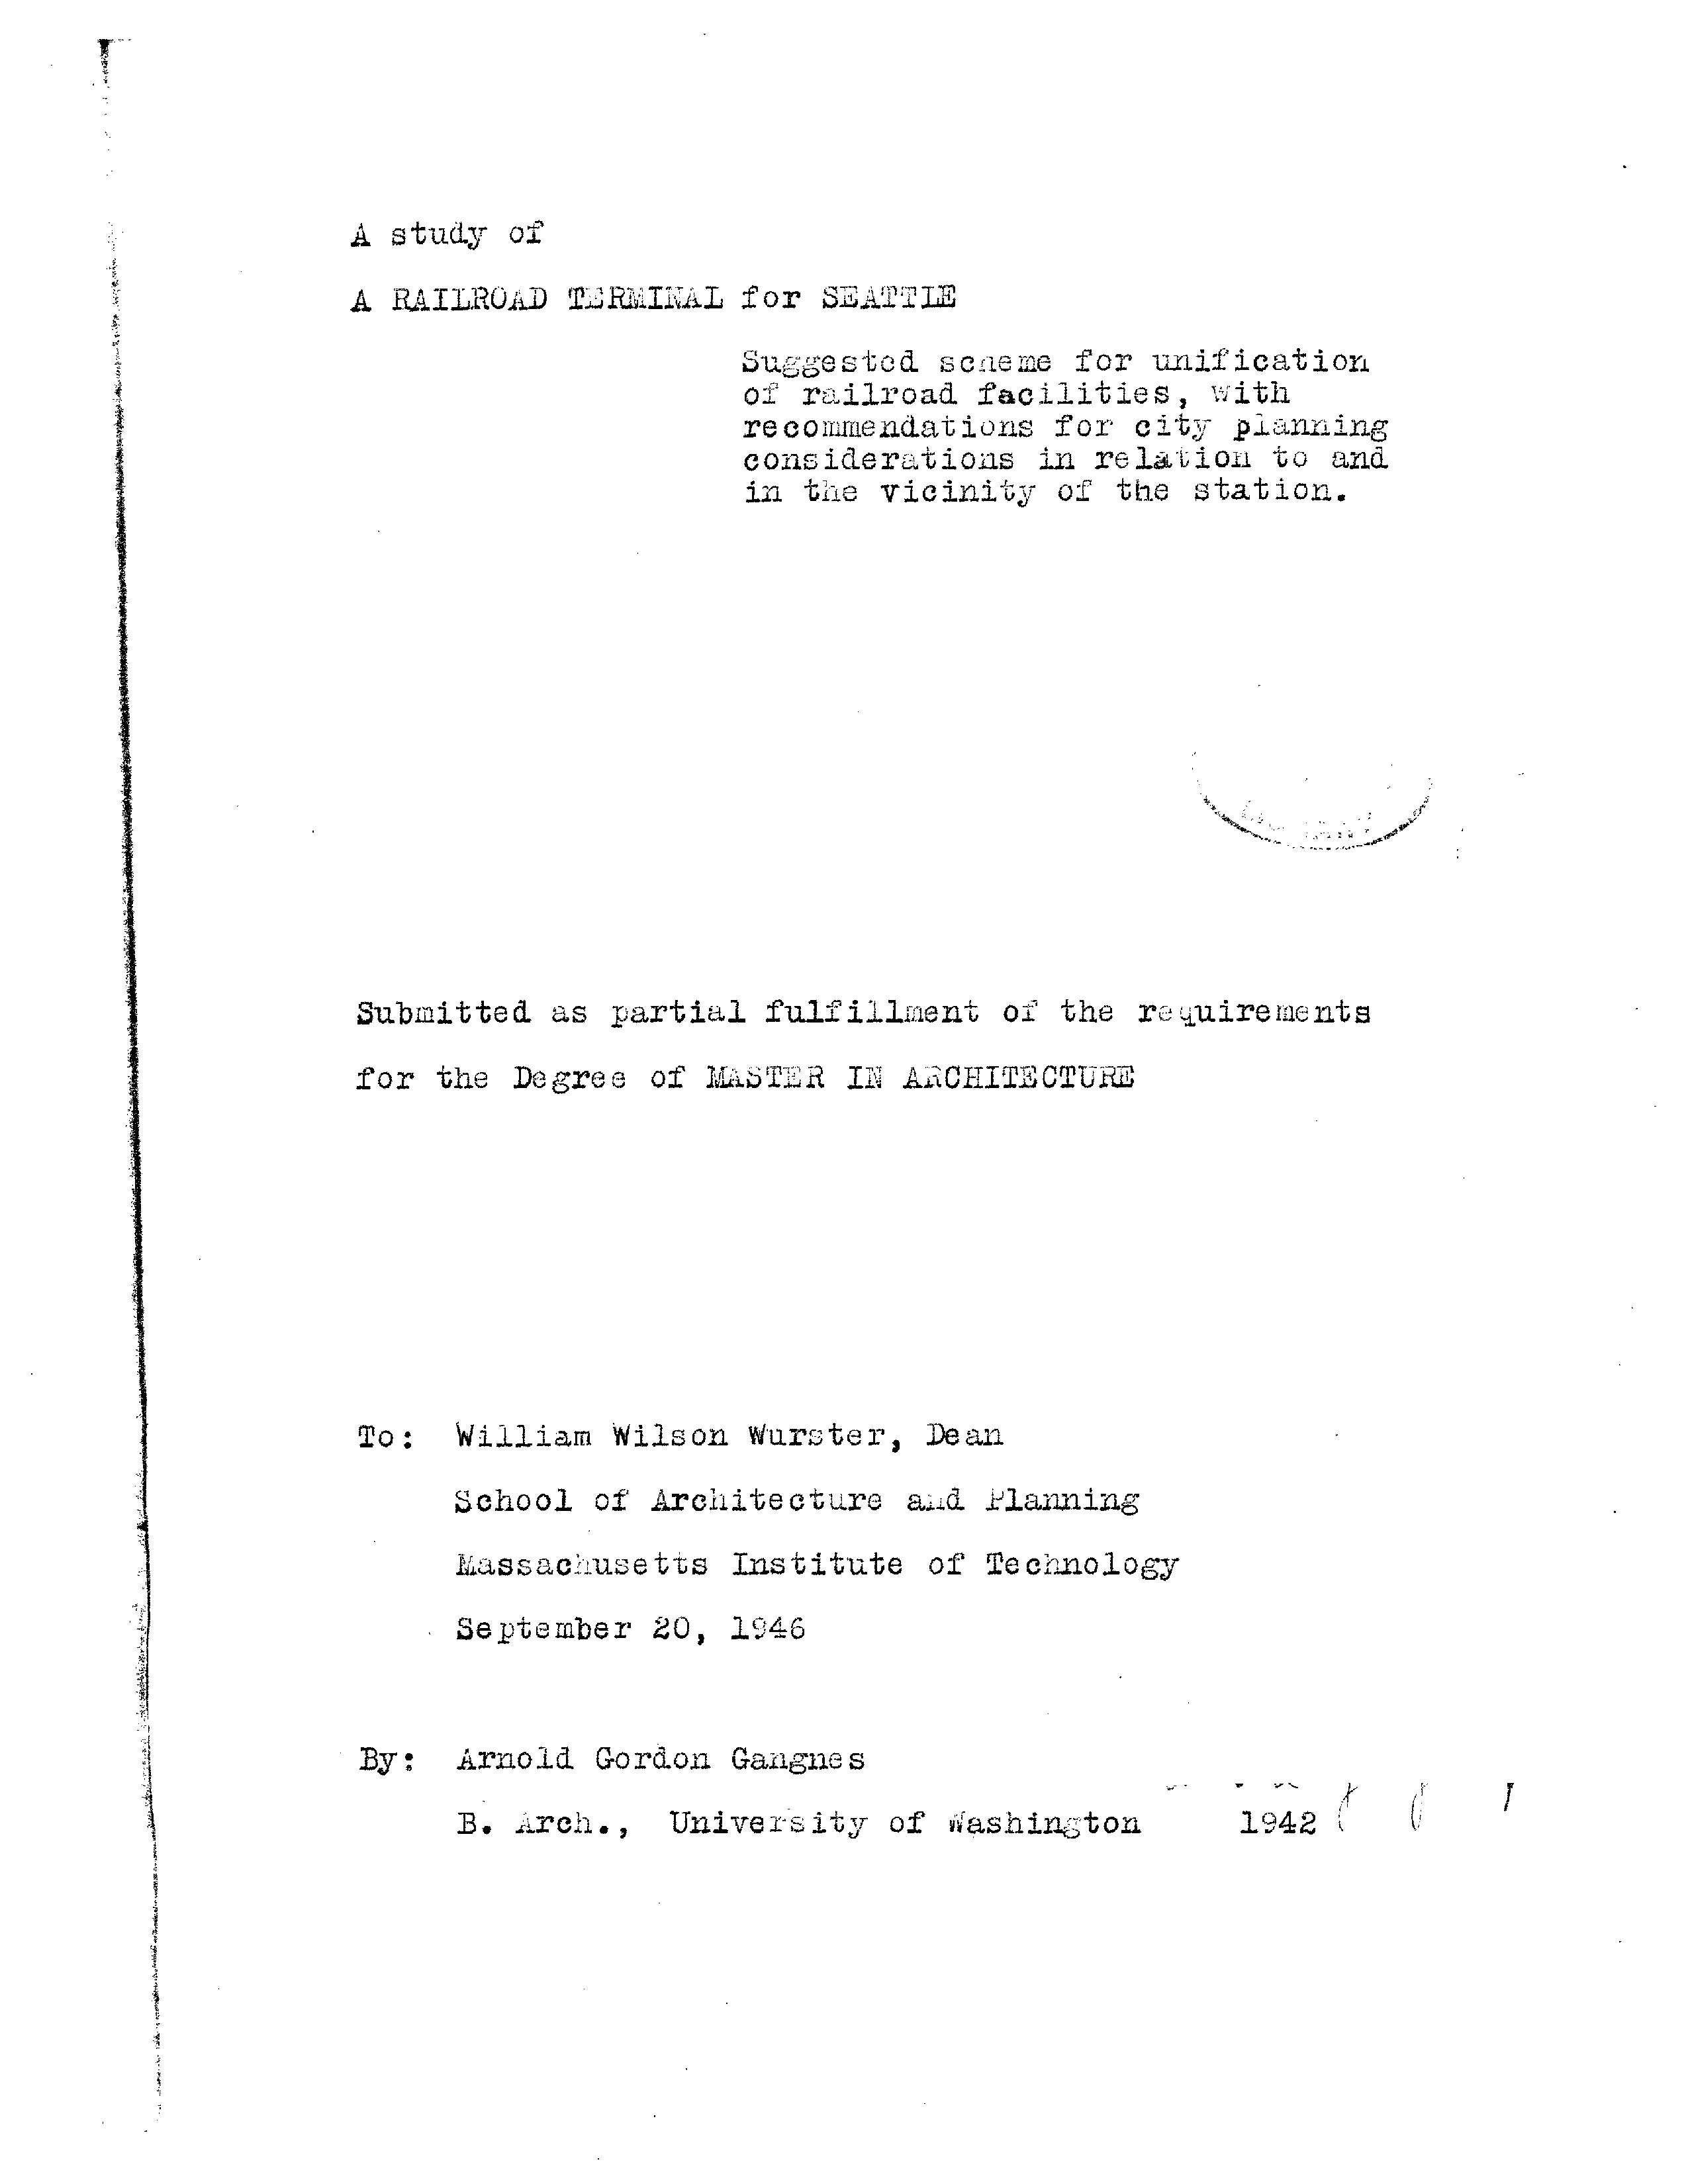 A study of
A RAILROAD TERMINAL for SEATTLE
Suggested scheme for unification
of railroad facilities, with
recommendations for city planning
considerations in relation to and
in the vicinity of the station.
Submitted as partial fulfillment of the requirements
for the Degree of MASTER IN ARCHITECTURE
To: William Wilson Wurster, Dean
School of Architecture and Planning
Massachusetts Institute of Technology
September 20, 1946
By: Arnold Gordon Gangnes
B. Arch., University of Washington 1942